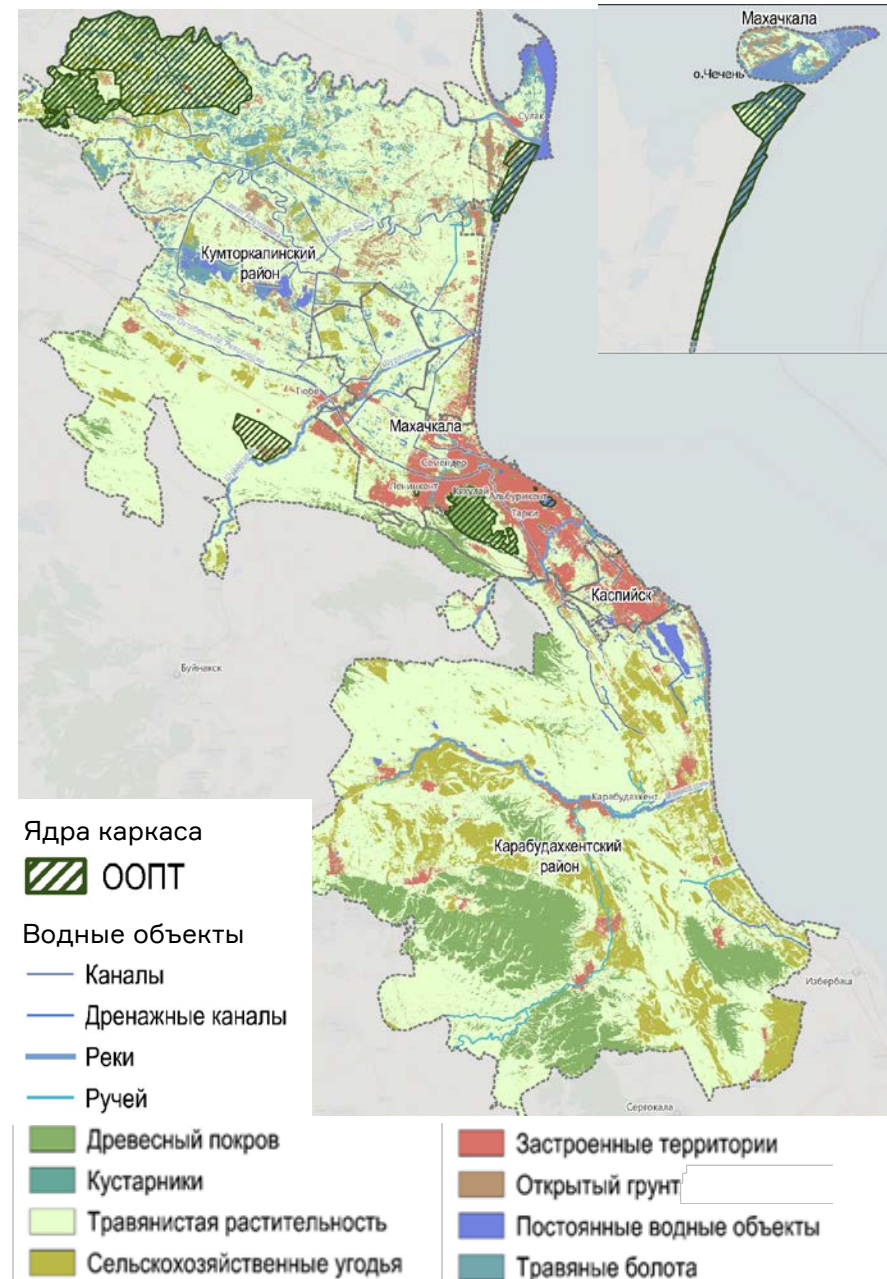 Махачкала
о.Чечень
Сулак
Кумторкалинский
район
Тюбе
Махачкала
Семендер
Ленинкент
Кяхулай
Альбурикент
Тарки
Каспийск
Буйнакск
Карабудахкент
Карабудахкентский
район
Избербаш
Сергокала
Ядра каркаса
ООПТ
Водные объекты
Каналы
Дренажные каналы
Реки
Ручей
Древесный покров
Кустарники
Травянистая растительность
Сельскохозяйственные угодья
Застроенные территории
Открытый грунт
Постоянные водные объекты
Травяные болота